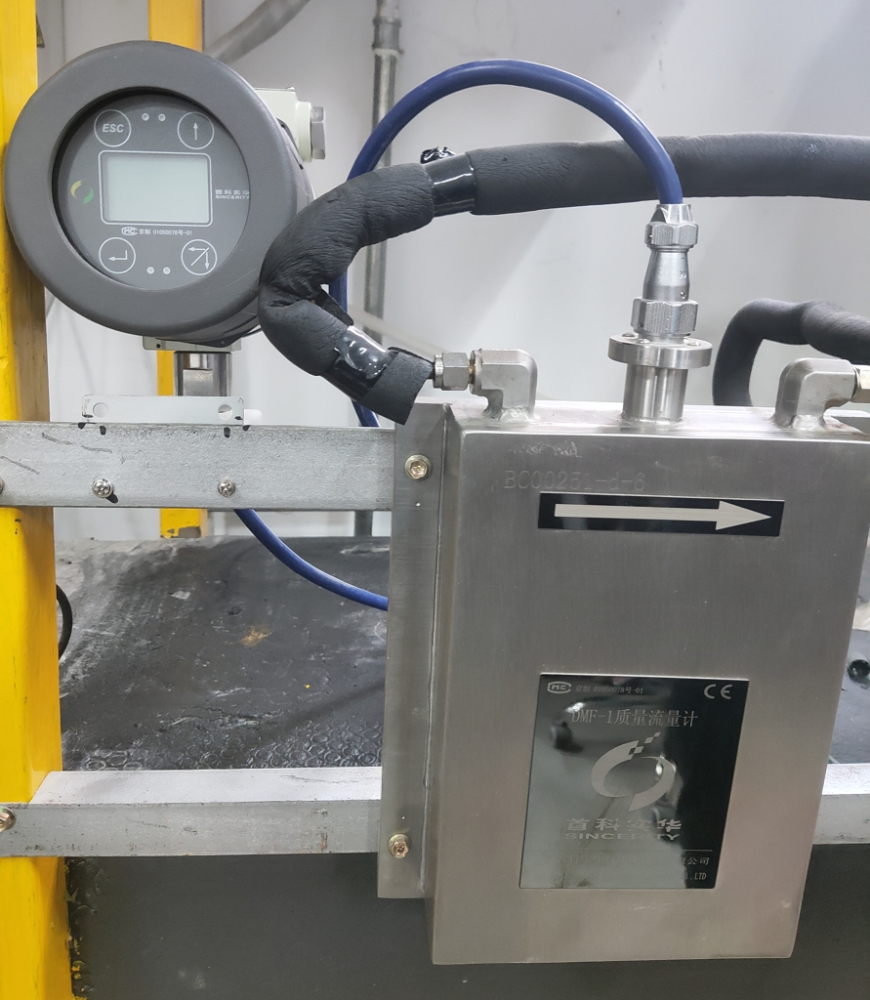 ESC
首科实华
SINCERITY
MC 京制 01050078号-01
BC00251-6-6
MC 京制 01050078号-01
CE
DMF-1质量流量计
首科实华
SINCERITY
公司
.LTD